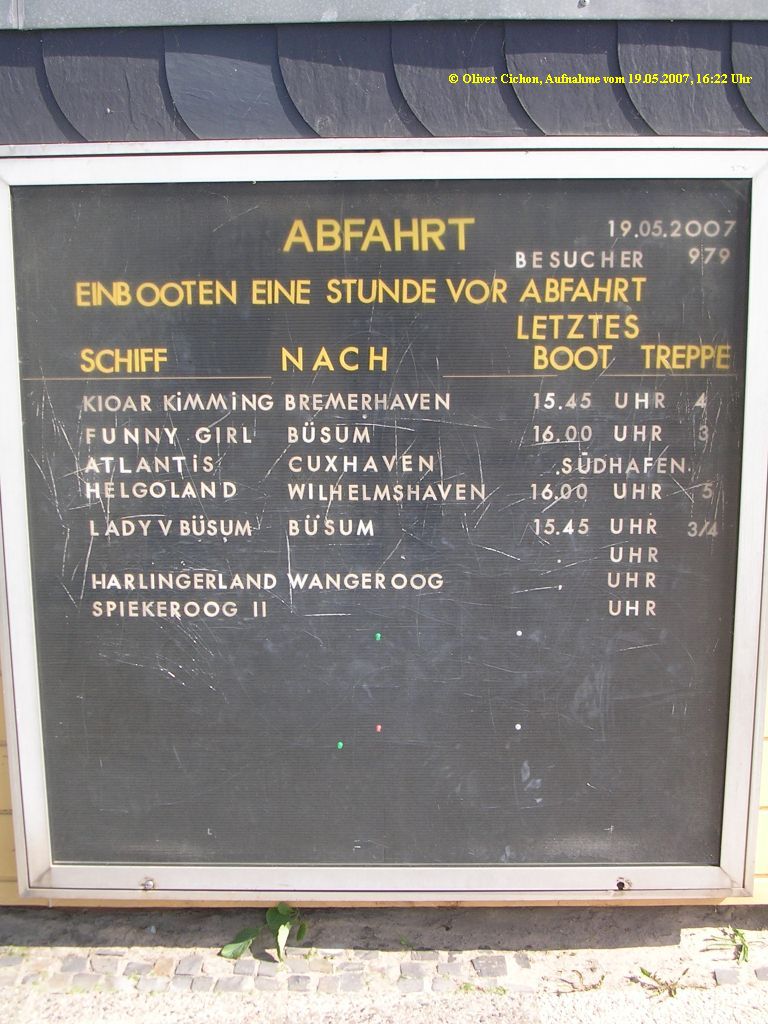 © Oliver Cichon, Aufnahme vom 19.05.2007, 16:22 Uhr
ABFAHRT 19.05.2007
BESUCHER 979
EINBOOTEN EINE STUNDE VOR ABFAHRT
LETZTES
SCHIFF NACH BOOT TREPPE
KIOAR KiMMiNG BREMERHAVEN 15.45 UHR 4
FUNNY GIRL BÜSUM 16.00 UHR 3
ATLANTiS CUXHAVEN .SÜDHAFEN.
HELGOLAND WILHELMSHAVEN 16.00 UHR 5
LADY V BÜSUM BÜSUM 15.45 UHR 3/4
. UHR
HARLINGERLAND WANGEROOG . UHR
SPIEKEROOG II UHR